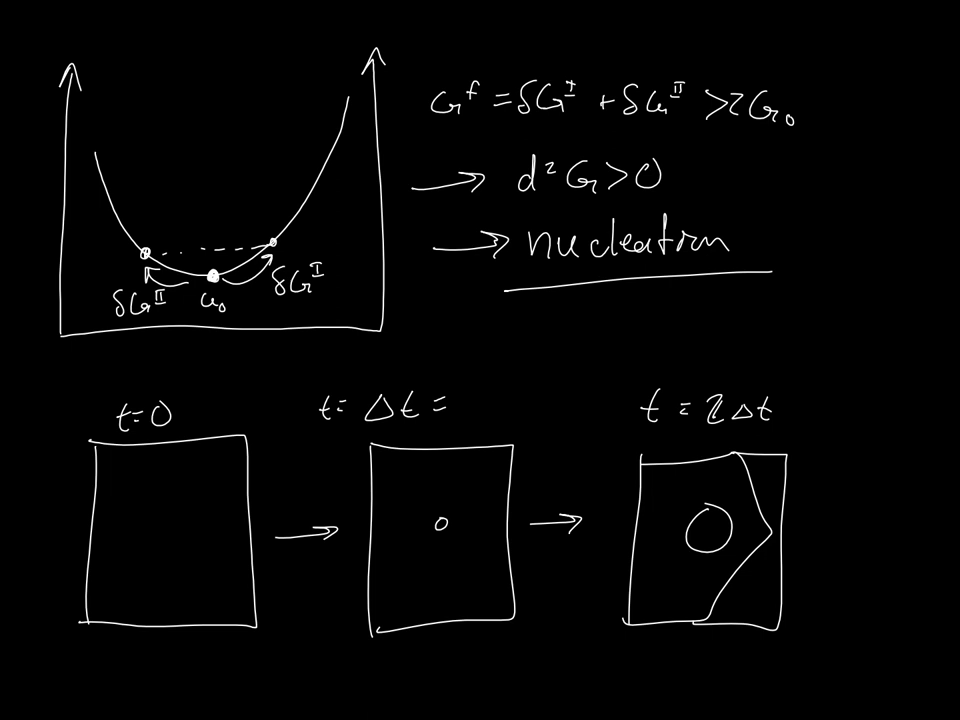 G^f = δG^I + δG^II > 2G₀
→ d²G > 0
→ nucleation
δG^II G₀ δG^I
t=0 t= Δt = t = 2Δt